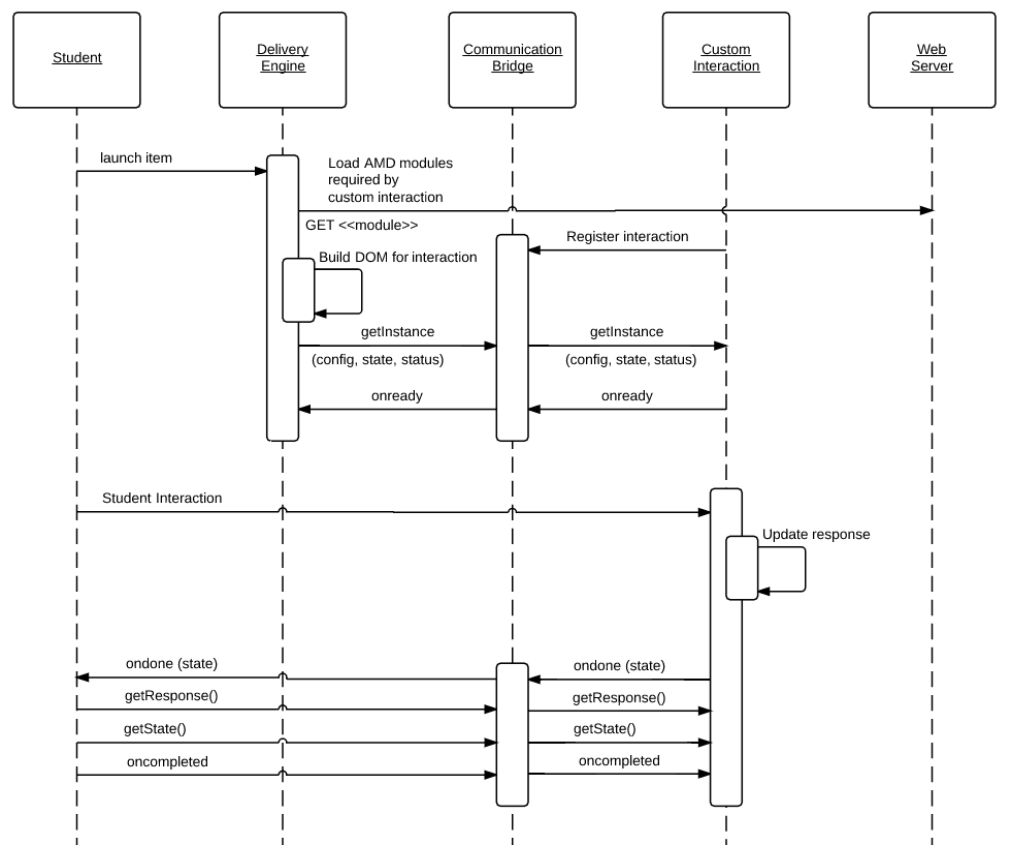 Student
Delivery
Engine
Communication
Bridge
Custom
Interaction
Web
Server
launch item
Load AMD modules
required by
custom interaction
GET <<module>>
Register interaction
Build DOM for interaction
getInstance
(config, state, status)
getInstance
(config, state, status)
onready
onready
Student Interaction
Update response
ondone (state)
ondone (state)
getResponse()
getResponse()
getState()
getState()
oncompleted
oncompleted